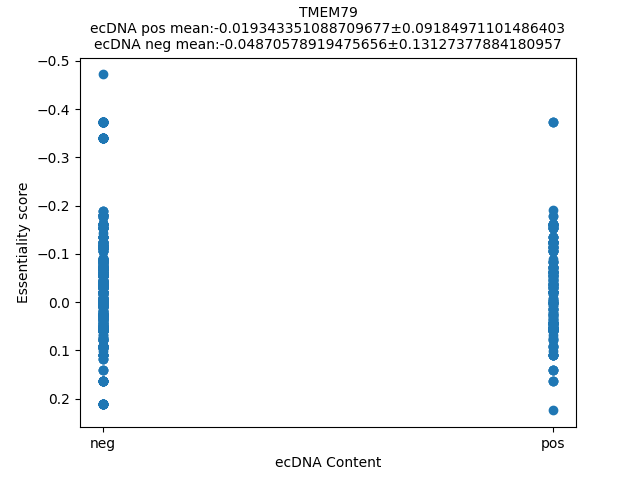 TMEM79
ecDNA pos mean:-0.019343351088709677±0.09184971101486403
ecDNA neg mean:-0.04870578919475656±0.13127377884180957
−0.5
−0.4
−0.3
−0.2
−0.1
0.0
0.1
0.2
Essentiality score
neg
pos
ecDNA Content